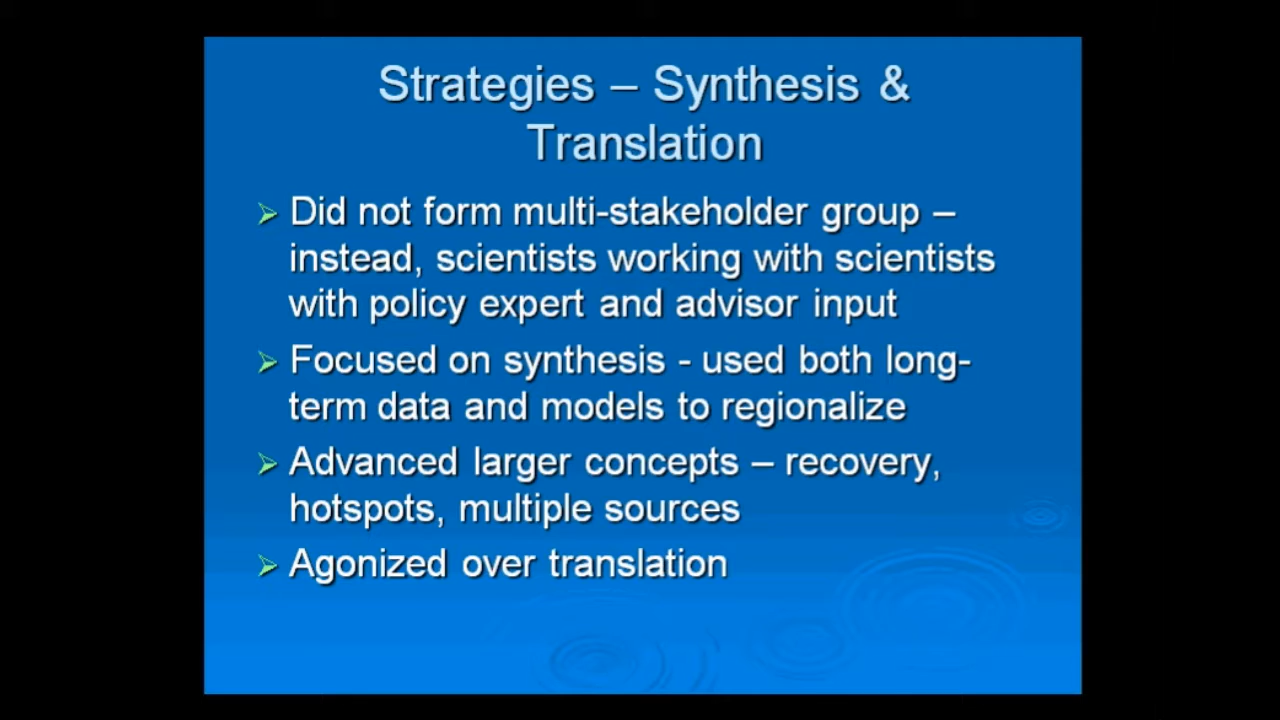 Strategies – Synthesis &
Translation
Did not form multi-stakeholder group –
instead, scientists working with scientists
with policy expert and advisor input
Focused on synthesis - used both long-
term data and models to regionalize
Advanced larger concepts – recovery,
hotspots, multiple sources
Agonized over translation